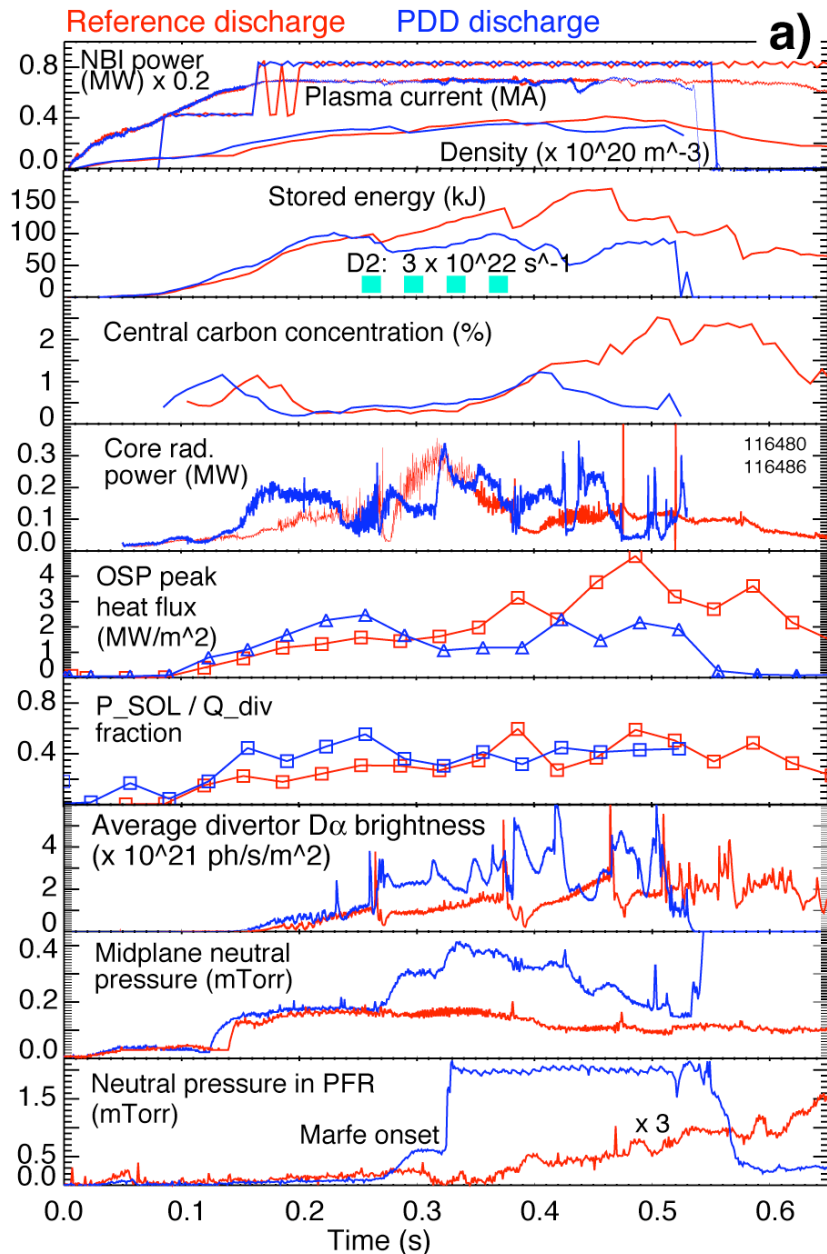 Reference discharge PDD discharge a)
NBI power
(MW) x 0.2
Plasma current (MA)
Density (x 10^20 m^-3)
0.8
0.4
0.0
Stored energy (kJ)
D2: 3 x 10^22 s^-1
150
100
50
0
Central carbon concentration (%)
2
1
0
Core rad.
power (MW)
116480
116486
0.3
0.2
0.1
0.0
OSP peak
heat flux
(MW/m^2)
4
3
2
1
0
P_SOL / Q_div
fraction
0.8
0.4
Average divertor Dα brightness
(x 10^21 ph/s/m^2)
4
2
0
Midplane neutral
pressure (mTorr)
0.4
0.2
0.0
Neutral pressure in PFR
(mTorr)
Marfe onset
x 3
1.5
0.5
0.0
0.0 0.1 0.2 0.3 0.4 0.5 0.6
Time (s)